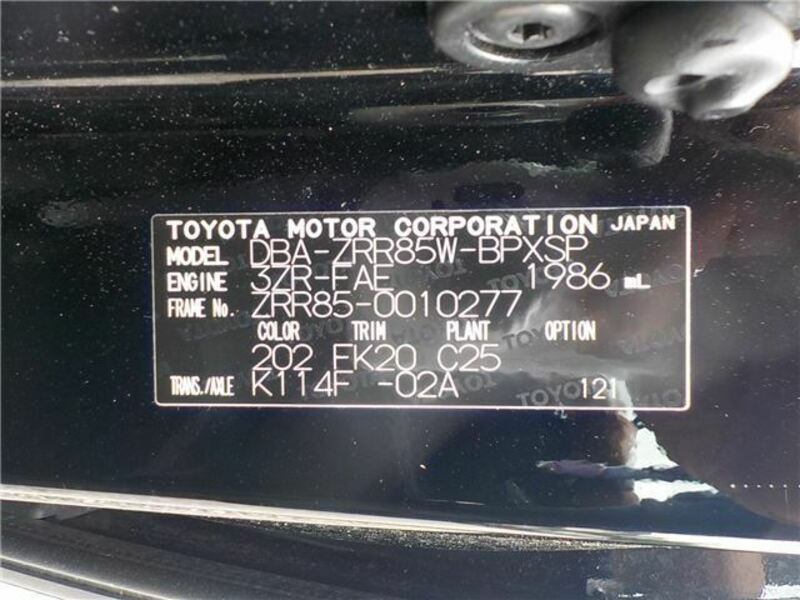 TOYOTA MOTOR CORPORATION JAPAN
MODEL DBA-ZRR85W-BPXSP
ENGINE 3ZR-FAE 1986 mL
FRAME No. ZRR85-0010277
COLOR TRIM PLANT OPTION
202 FK20 C25
TRANS./AXLE K114F -02A 121